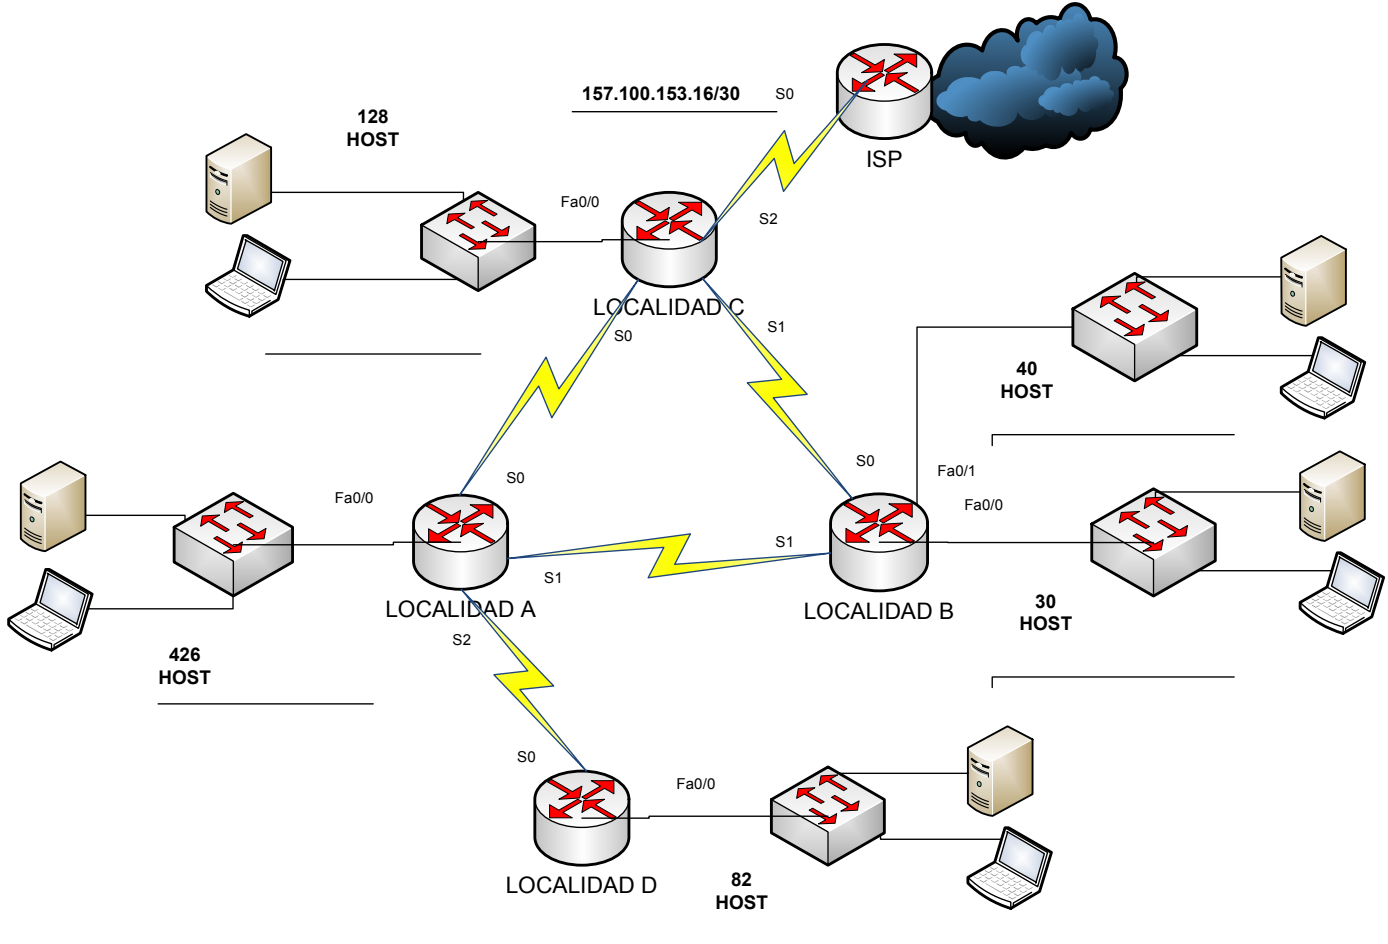 157.100.153.16/30
S0
128
HOST
ISP
Fa0/0
S2
LOCALIDAD C
S0
S1
40
HOST
S0
S0
Fa0/1
Fa0/0
Fa0/0
S1
S1
LOCALIDAD A
LOCALIDAD B
30
HOST
S2
426
HOST
S0
Fa0/0
LOCALIDAD D
82
HOST